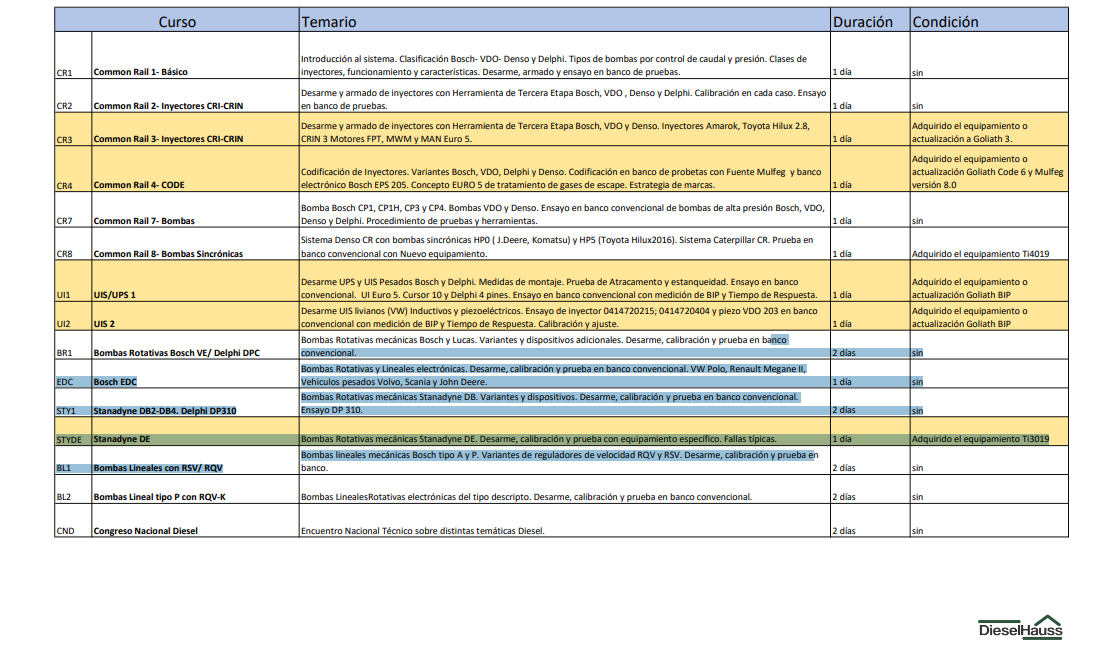 Curso Temario Duración Condición
Introducción al sistema. Clasificación Bosch- VDO- Denso y Delphi. Tipos de bombas por control de caudal y presión. Clases de
CR1 Common Rail 1- Básico inyectores, funcionamiento y características. Desarme, armado y ensayo en banco de pruebas. 1 día sin
Desarme y armado de inyectores con Herramienta de Tercera Etapa Bosch, VDO , Denso y Delphi. Calibración en cada caso. Ensayo
CR2 Common Rail 2- Inyectores CRI-CRIN en banco de pruebas. 1 día sin
Desarme y armado de inyectores con Herramienta de Tercera Etapa Bosch, VDO y Denso. Inyectores Amarok, Toyota Hilux 2.8, Adquirido el equipamiento o
CR3 Common Rail 3- Inyectores CRI-CRIN CRIN 3 Motores FPT, MWM y MAN Euro 5. 1 día actualización a Goliath 3.
Adquirido el equipamiento o
Codificación de Inyectores. Variantes Bosch, VDO, Delphi y Denso. Codificación en banco de probetas con Fuente Mulfeg y banco actualización Goliath Code 6 y Mulfeg
CR4 Common Rail 4- CODE electrónico Bosch EPS 205. Concepto EURO 5 de tratamiento de gases de escape. Estrategia de marcas. 1 día versión 8.0
Bomba Bosch CP1, CP1H, CP3 y CP4. Bombas VDO y Denso. Ensayo en banco convencional de bombas de alta presión Bosch, VDO,
CR7 Common Rail 7- Bombas Denso y Delphi. Procedimiento de pruebas y herramientas. 1 día sin
Sistema Denso CR con bombas sincrónicas HP0 ( J.Deere, Komatsu) y HP5 (Toyota Hilux2016). Sistema Caterpillar CR. Prueba en
CR8 Common Rail 8- Bombas Sincrónicas banco convencional con Nuevo equipamiento. 1 día Adquirido el equipamiento Ti4019
Desarme UPS y UIS Pesados Bosch y Delphi. Medidas de montaje. Prueba de Atracamento y estanqueidad. Ensayo en banco Adquirido el equipamiento o
UI1 UIS/UPS 1 convencional. UI Euro 5. Cursor 10 y Delphi 4 pines. Ensayo en banco convencional con medición de BIP y Tiempo de Respuesta. 1 día actualización Goliath BIP
Desarme UIS livianos (VW) Inductivos y piezoeléctricos. Ensayo de inyector 0414720215; 0414720404 y piezo VDO 203 en banco Adquirido el equipamiento o
UI2 UIS 2 convencional con medición de BIP y Tiempo de Respuesta. Calibración y ajuste. 1 día actualización Goliath BIP
Bombas Rotativas mecánicas Bosch y Lucas. Variantes y dispositivos adicionales. Desarme, calibración y prueba en banco
BR1 Bombas Rotativas Bosch VE/ Delphi DPC convencional. 2 días sin
Bombas Rotativas y Lineales electrónicas. Desarme, calibración y prueba en banco convencional. VW Polo, Renault Megane II,
EDC Bosch EDC Vehiculos pesados Volvo, Scania y John Deere. 1 día sin
Bombas Rotativas mecánicas Stanadyne DB. Variantes y dispositivos. Desarme, calibración y prueba en banco convencional.
STY1 Stanadyne DB2-DB4. Delphi DP310 Ensayo DP 310. 2 días sin
STYDE Stanadyne DE Bombas Rotativas mecánicas Stanadyne DE. Desarme, calibración y prueba con equipamiento específico. Fallas típicas. 1 día Adquirido el equipamiento Ti3019
Bombas lineales mecánicas Bosch tipo A y P. Variantes de reguladores de velocidad RQV y RSV. Desarme, calibración y prueba en
BL1 Bombas Lineales con RSV/ RQV banco. 2 días sin
BL2 Bombas Lineal tipo P con RQV-K Bombas LinealesRotativas electrónicas del tipo descripto. Desarme, calibración y prueba en banco convencional. 2 días sin
CND Congreso Nacional Diesel Encuentro Nacional Técnico sobre distintas temáticas Diesel. 2 días sin
DieselHauss